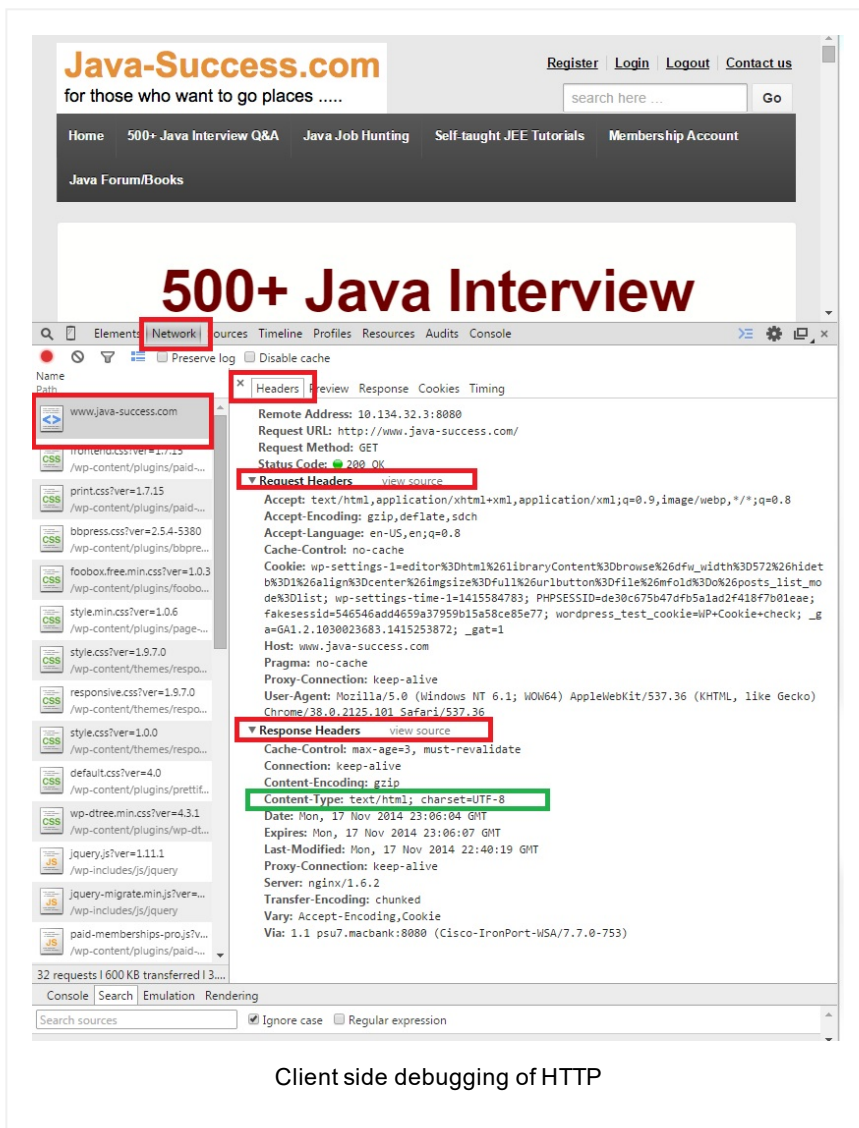 Java-Success.com
for those who want to go places .....
Register Login Logout Contact us
search here ... Go
Home 500+ Java Interview Q&A Java Job Hunting Self-taught JEE Tutorials Membership Account
Java Forum/Books
500+ Java Interview
Elements Network ources Timeline Profiles Resources Audits Console
Preserve log Disable cache
Name
Path
Headers Preview Response Cookies Timing
www.java-success.com
frontend.css?ver=1.7.15
/wp-content/plugins/paid-...
print.css?ver=1.7.15
/wp-content/plugins/paid-...
bbpress.css?ver=2.5.4-5380
/wp-content/plugins/bbpre...
foobox.free.min.css?ver=1.0.3
/wp-content/plugins/foobo...
style.min.css?ver=1.0.6
/wp-content/plugins/page-...
style.css?ver=1.9.7.0
/wp-content/themes/respo...
responsive.css?ver=1.9.7.0
/wp-content/themes/respo...
style.css?ver=1.0.0
/wp-content/themes/respo...
default.css?ver=4.0
/wp-content/plugins/prettif...
wp-dtree.min.css?ver=4.3.1
/wp-content/plugins/wp-dt...
jquery.js?ver=1.11.1
/wp-includes/js/jquery
jquery-migrate.min.js?ver=...
/wp-includes/js/jquery
paid-memberships-pro.js?v...
/wp-content/plugins/paid-...
32 requests I 600 KB transferred I 3....
Remote Address: 10.134.32.3:8080
Request URL: http://www.java-success.com/
Request Method: GET
Status Code: 200 OK
Request Headers view source
Accept: text/html,application/xhtml+xml,application/xml;q=0.9,image/webp,*/*;q=0.8
Accept-Encoding: gzip,deflate,sdch
Accept-Language: en-US,en;q=0.8
Cache-Control: no-cache
Cookie: wp-settings-1=editor%3Dhtml%26libraryContent%3Dbrowse%26dfw_width%3D572%26hidet
b%3D1%26align%3Dcenter%26imgsize%3Dfull%26urlbutton%3Dfile%26mfold%3Do%26posts_list_mo
de%3Dlist; wp-settings-time-1=1415584783; PHPSESSID=de30c675b47dfb5a1ad2f418f7b01eae;
fakesessid=546546add4659a37959b15a58ce85e77; wordpress_test_cookie=WP+Cookie+check; _g
a=GA1.2.1030023683.1415253872; _gat=1
Host: www.java-success.com
Pragma: no-cache
Proxy-Connection: keep-alive
User-Agent: Mozilla/5.0 (Windows NT 6.1; WOW64) AppleWebKit/537.36 (KHTML, like Gecko)
Chrome/38.0.2125.101 Safari/537.36
Response Headers view source
Cache-Control: max-age=3, must-revalidate
Connection: keep-alive
Content-Encoding: gzip
Content-Type: text/html; charset=UTF-8
Date: Mon, 17 Nov 2014 23:06:04 GMT
Expires: Mon, 17 Nov 2014 23:06:07 GMT
Last-Modified: Mon, 17 Nov 2014 22:40:19 GMT
Proxy-Connection: keep-alive
Server: nginx/1.6.2
Transfer-Encoding: chunked
Vary: Accept-Encoding,Cookie
Via: 1.1 psu7.macbank:8080 (Cisco-IronPort-WSA/7.7.0-753)
Console Search Emulation Rendering
Search sources Ignore case Regular expression
Client side debugging of HTTP